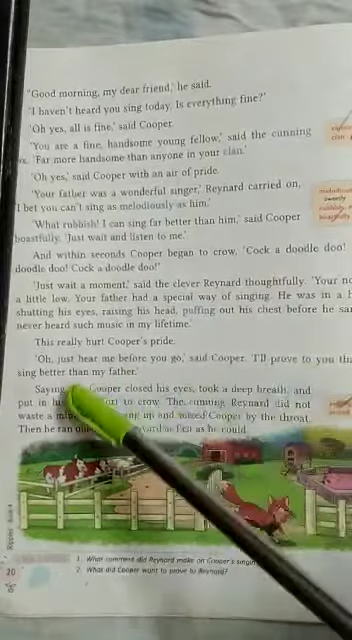 'Good morning, my dear friend,' he said.
'I haven't heard you sing today. Is everything fine?'
'Oh yes, all is fine,' said Cooper.
'You are a fine, handsome young fellow,' said the cunning
'Far more handsome than anyone in your clan.'
'Oh yes,' said Cooper with an air of pride.
'Your father was a wonderful singer,' Reynard carried on,
'I bet you can't sing as melodiously as him.'
'What rubbish! I can sing far better than him,' said Cooper
boastfully. 'Just wait and listen to me.'
And within seconds Cooper began to crow, 'Cock a doodle doo!
doodle doo! Cock a doodle doo!'
'Just wait a moment,' said the clever Reynard thoughtfully. 'Your
a little low. Your father had a special way of singing. He was in a
shutting his eyes, raising his head, puffing out his chest before he
never heard such music in my lifetime.'
This really hurt Cooper's pride.
'Oh, just hear me before you go,' said Cooper. 'I'll prove to you
sing better than my father.'
Saying Cooper closed his eyes, took a deep breath, and
put in to crow. The cunning Reynard did not
waste a up and seized Cooper by the throat.
Then he ran as fast as he could.
1. What comment did Reynard make on Cooper's
2. What did Cooper want to prove to Reynard?
20